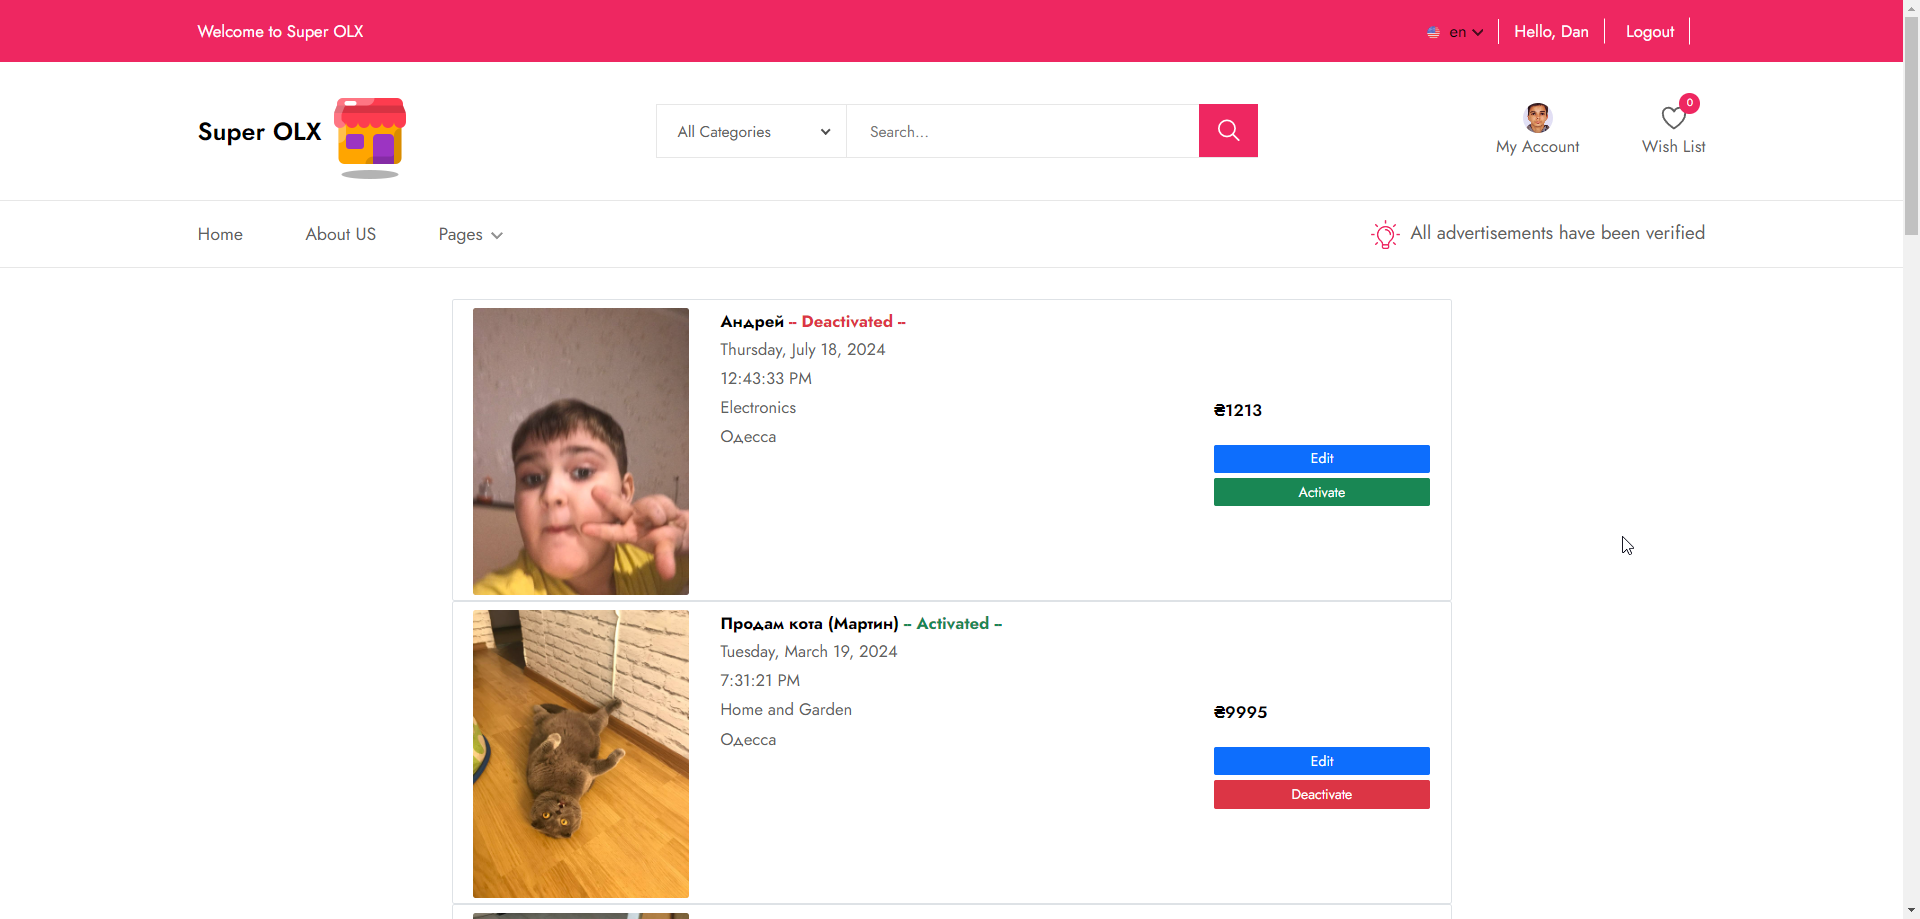 Welcome to Super OLX
en
Hello, Dan
Logout
Super OLX
All Categories
Search...
My Account
0
Wish List
Home
About US
Pages
All advertisements have been verified
Андрей -- Deactivated --
Thursday, July 18, 2024
12:43:33 PM
Electronics
Одесса
₴1213
Edit
Activate
Продам кота (Мартин) -- Activated --
Tuesday, March 19, 2024
7:31:21 PM
Home and Garden
Одесса
₴9995
Edit
Deactivate